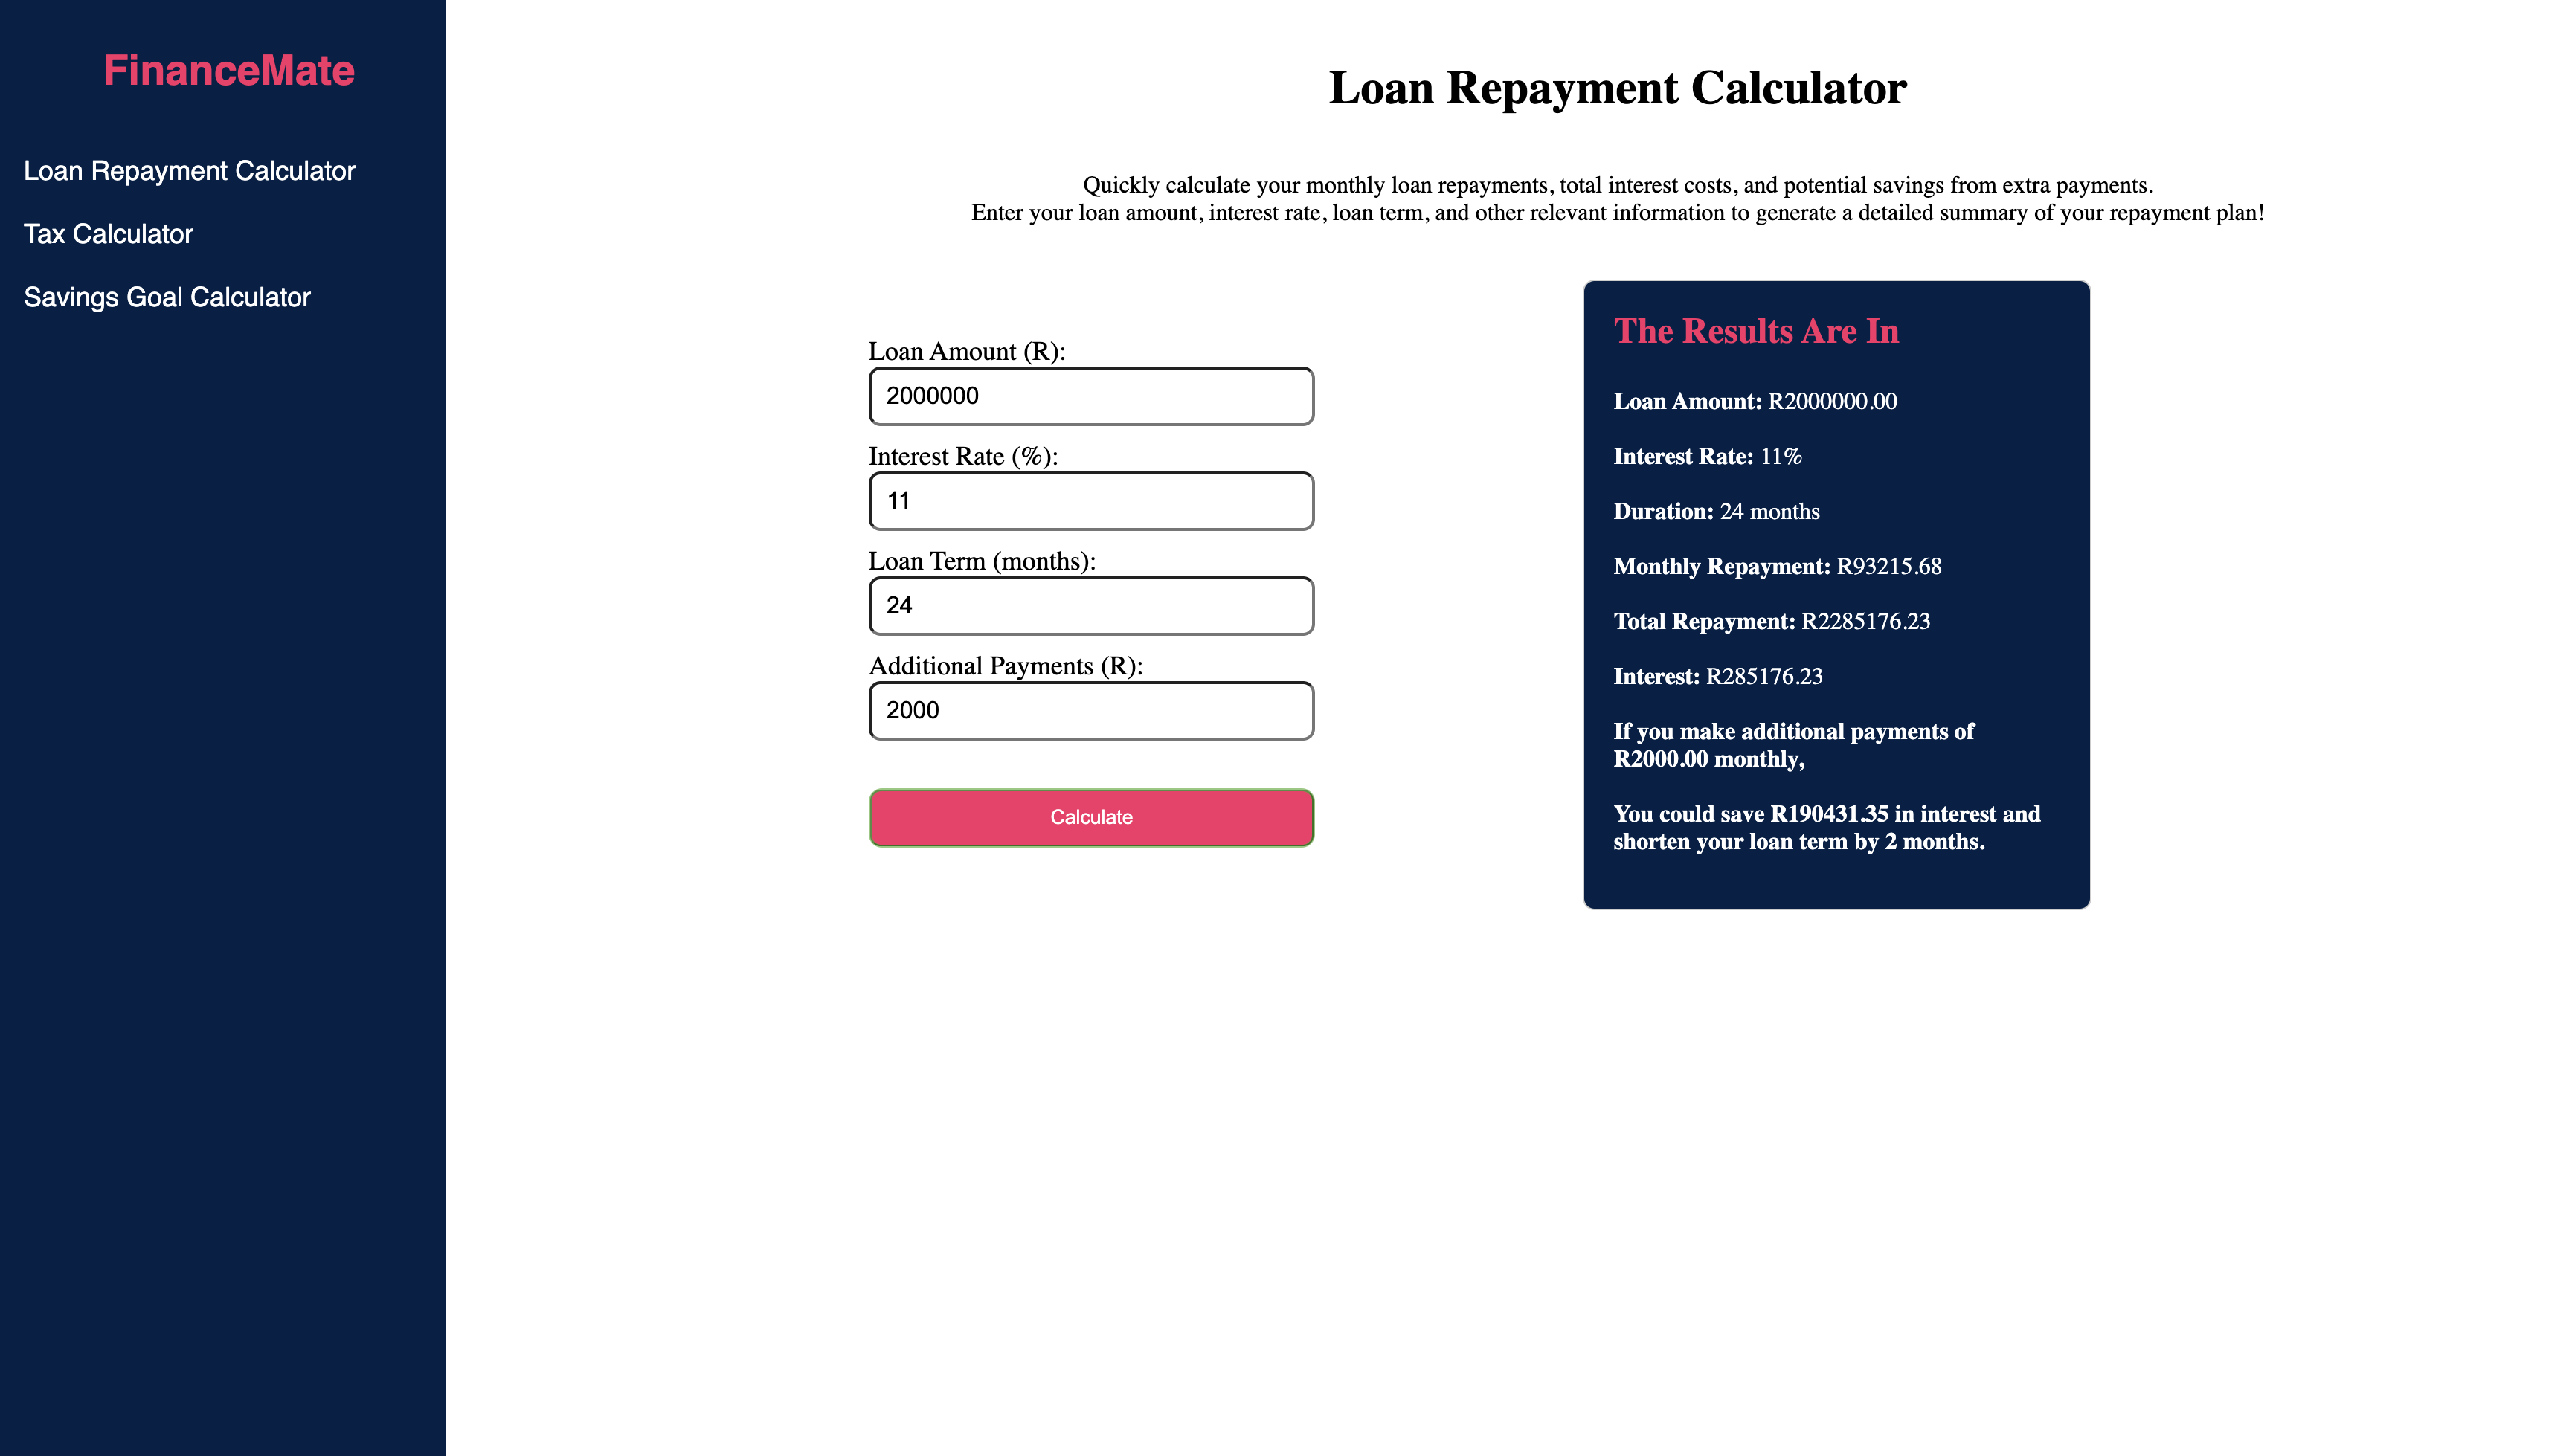 FinanceMate
Loan Repayment Calculator
Tax Calculator
Savings Goal Calculator
Loan Repayment Calculator
Quickly calculate your monthly loan repayments, total interest costs, and potential savings from extra payments.
Enter your loan amount, interest rate, loan term, and other relevant information to generate a detailed summary of your repayment plan!
Loan Amount (R):
2000000
Interest Rate (%):
11
Loan Term (months):
24
Additional Payments (R):
2000
Calculate
The Results Are In
Loan Amount: R2000000.00
Interest Rate: 11%
Duration: 24 months
Monthly Repayment: R93215.68
Total Repayment: R2285176.23
Interest: R285176.23
If you make additional payments of
R2000.00 monthly,
You could save R190431.35 in interest and
shorten your loan term by 2 months.